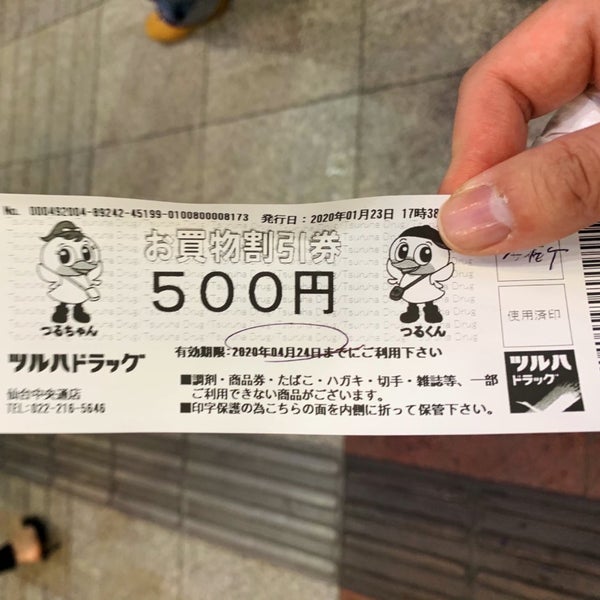 No. 000492004-89242-45199-0100800008173 発行日：2020年01月23日 17時38
お買物割引券
500円
つるちゃん
つるくん
使用済印
有効期限：2020年04月24日までにご利用下さい
ツルハドラッグ
仙台中央通店
TEL:022-216-5646
■調剤・商品券・たばこ・ハガキ・切手・雑誌等、一部
ご利用できない商品がございます。
■印字保護の為こちらの面を内側に折って保管下さい。
ツルハ
ドラッグ